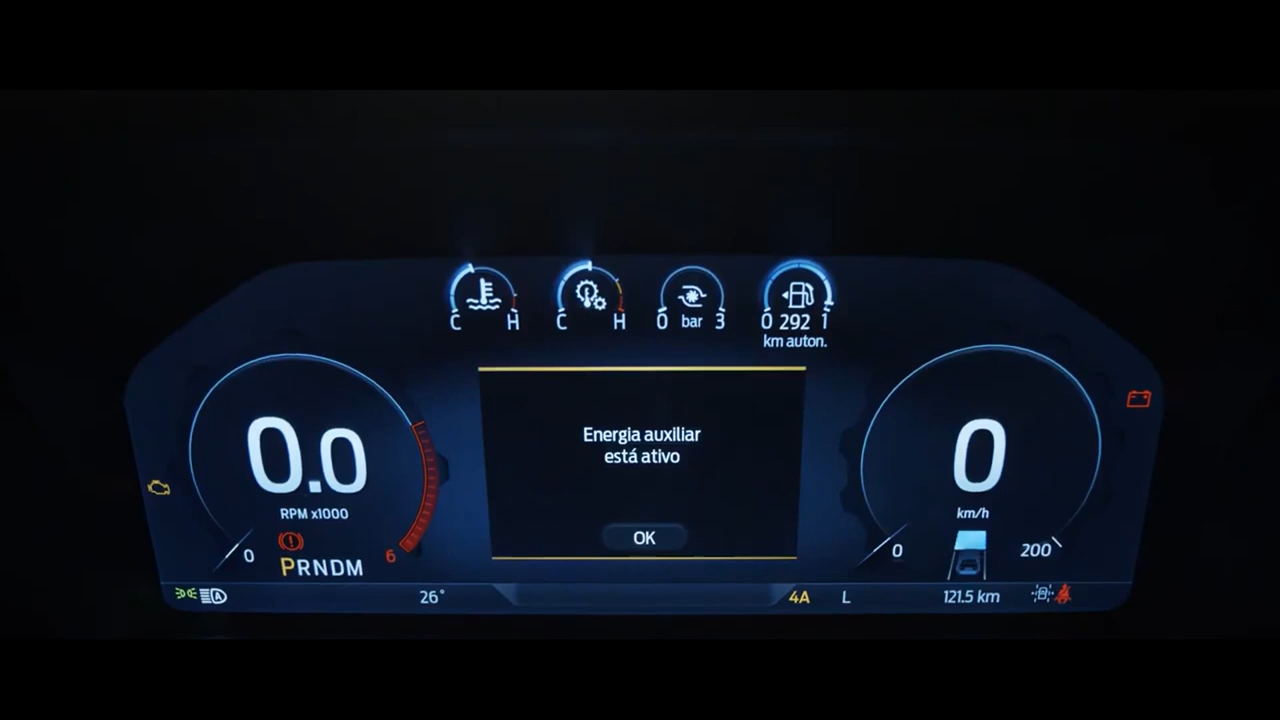 C H
C H
0 bar 3
0 292 1
km auton.
Energia auxiliar
está ativo
OK
0.0
RPM x1000
0 6
PRNDM
0
km/h
0 200
A
26°
4A L
121.5 km